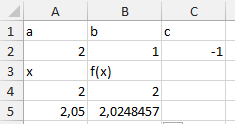 A B C
1 a b c
2 2 1 -1
3 x f(x)
4 2 2
5 2,05 2,0248457